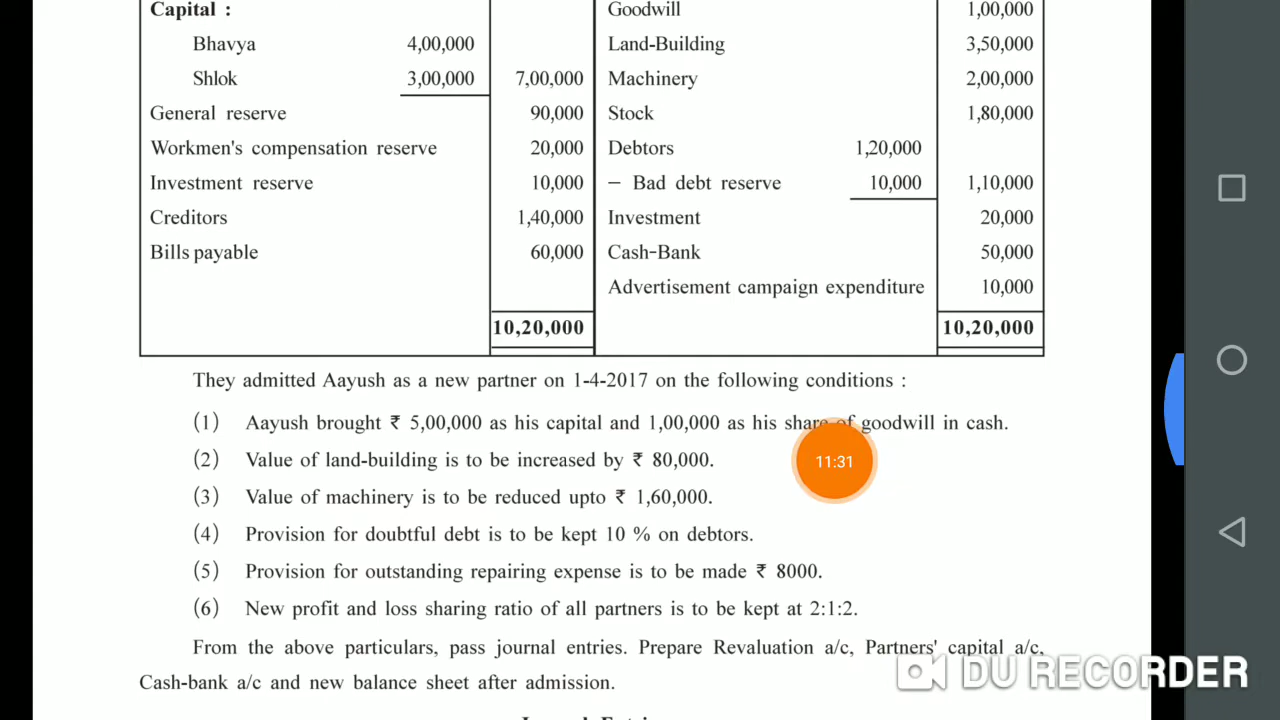 Capital : Goodwill 1,00,000
Bhavya 4,00,000 Land-Building 3,50,000
Shlok 3,00,000 7,00,000 Machinery 2,00,000
General reserve 90,000 Stock 1,80,000
Workmen's compensation reserve 20,000 Debtors 1,20,000
Investment reserve 10,000 – Bad debt reserve 10,000 1,10,000
Creditors 1,40,000 Investment 20,000
Bills payable 60,000 Cash-Bank 50,000
Advertisement campaign expenditure 10,000
10,20,000 10,20,000
They admitted Aayush as a new partner on 1-4-2017 on the following conditions :
(1) Aayush brought ₹ 5,00,000 as his capital and 1,00,000 as his share of goodwill in cash.
(2) Value of land-building is to be increased by ₹ 80,000.
11:31
(3) Value of machinery is to be reduced upto ₹ 1,60,000.
(4) Provision for doubtful debt is to be kept 10 % on debtors.
(5) Provision for outstanding repairing expense is to be made ₹ 8000.
(6) New profit and loss sharing ratio of all partners is to be kept at 2:1:2.
From the above particulars, pass journal entries. Prepare Revaluation a/c, Partners' capital a/c,
Cash-bank a/c and new balance sheet after admission.
DU RECORDER